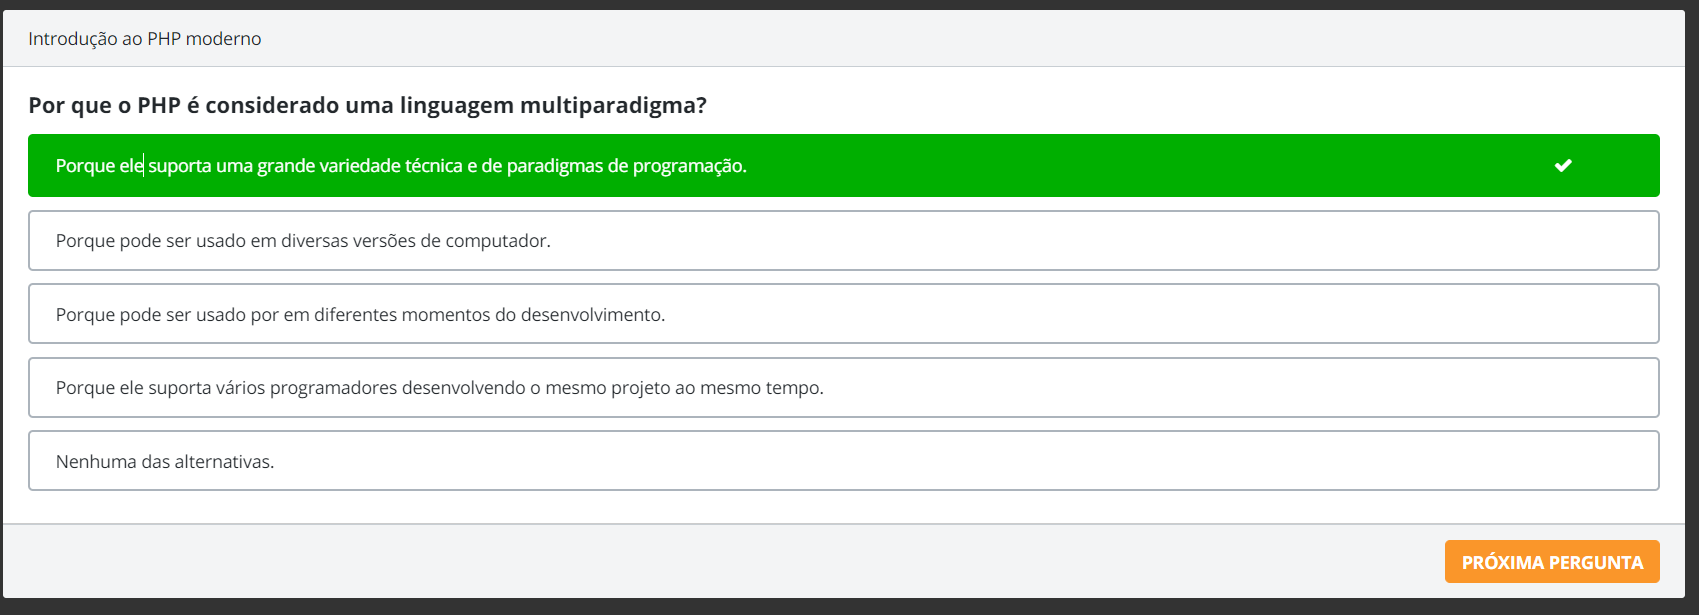 Introdução ao PHP moderno
Por que o PHP é considerado uma linguagem multiparadigma?
Porque ele suporta uma grande variedade técnica e de paradigmas de programação.
Porque pode ser usado em diversas versões de computador.
Porque pode ser usado por em diferentes momentos do desenvolvimento.
Porque ele suporta vários programadores desenvolvendo o mesmo projeto ao mesmo tempo.
Nenhuma das alternativas.
PRÓXIMA PERGUNTA